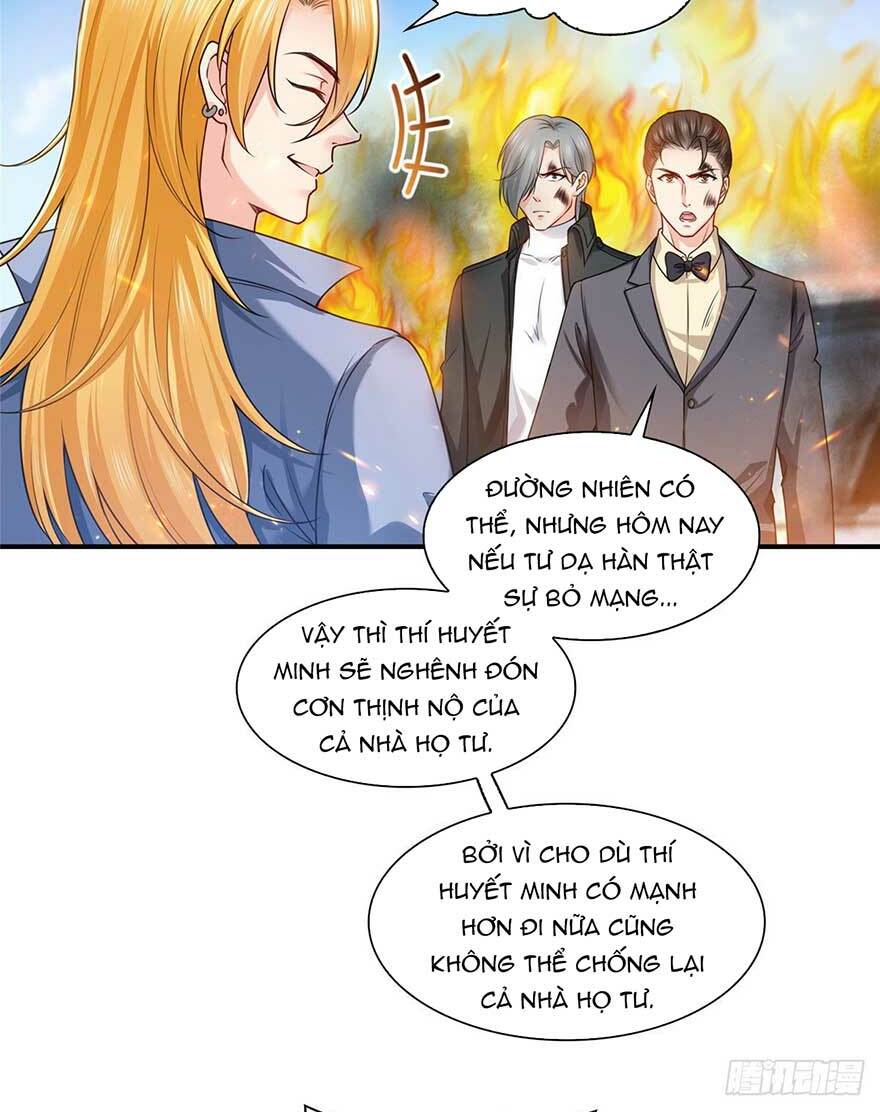 ĐƯỜNG NHIÊN CÓ
THỂ, NHƯNG HÔM NAY
NẾU TƯ DẠ HÀN THẬT
SỰ BỎ MẠNG...
VẬY THÌ THÍ HUYẾT
MINH SẼ NGHÊNH ĐÓN
CƠN THỊNH NỘ CỦA
CẢ NHÀ HỌ TƯ.
BỞI VÌ CHO DÙ THÍ
HUYẾT MINH CÓ MẠNH
HƠN ĐI NỮA CŨNG
KHÔNG THỂ CHỐNG LẠI
CẢ NHÀ HỌ TƯ.
腾讯动漫